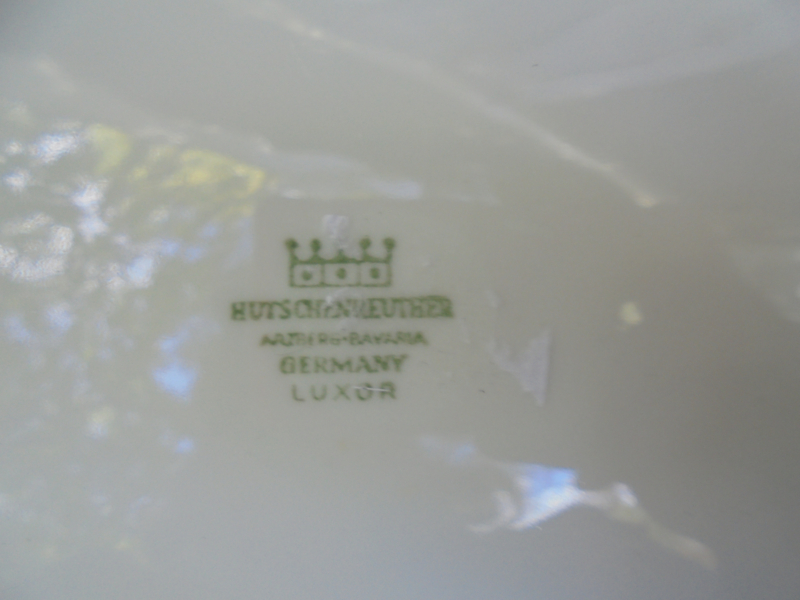 HUTSCHENREUTHER
ARZBERG-BAVARIA
GERMANY
LUXOR